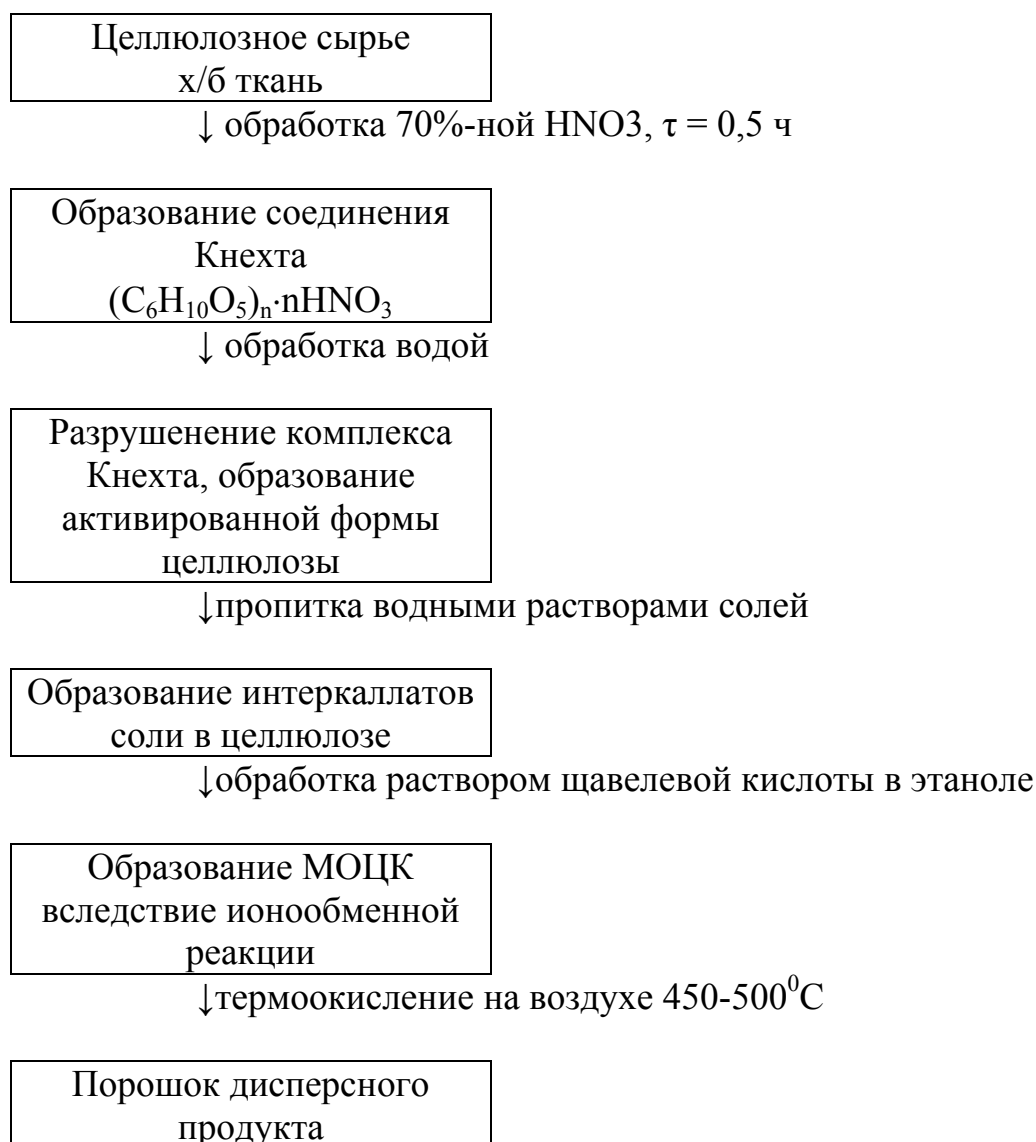 Целлюлозное сырье
х/б ткань
↓ обработка 70%-ной HNO3, τ = 0,5 ч
Образование соединения
Кнехта
(C₆H₁₀O₅)ₙ·nHNO₃
↓ обработка водой
Разрушенение комплекса
Кнехта, образование
активированной формы
целлюлозы
↓пропитка водными растворами солей
Образование интеркаллатов
соли в целлюлозе
↓обработка раствором щавелевой кислоты в этаноле
Образование МОЦК
вследствие ионообменной
реакции
↓термоокисление на воздухе 450-500⁰С
Порошок дисперсного
продукта